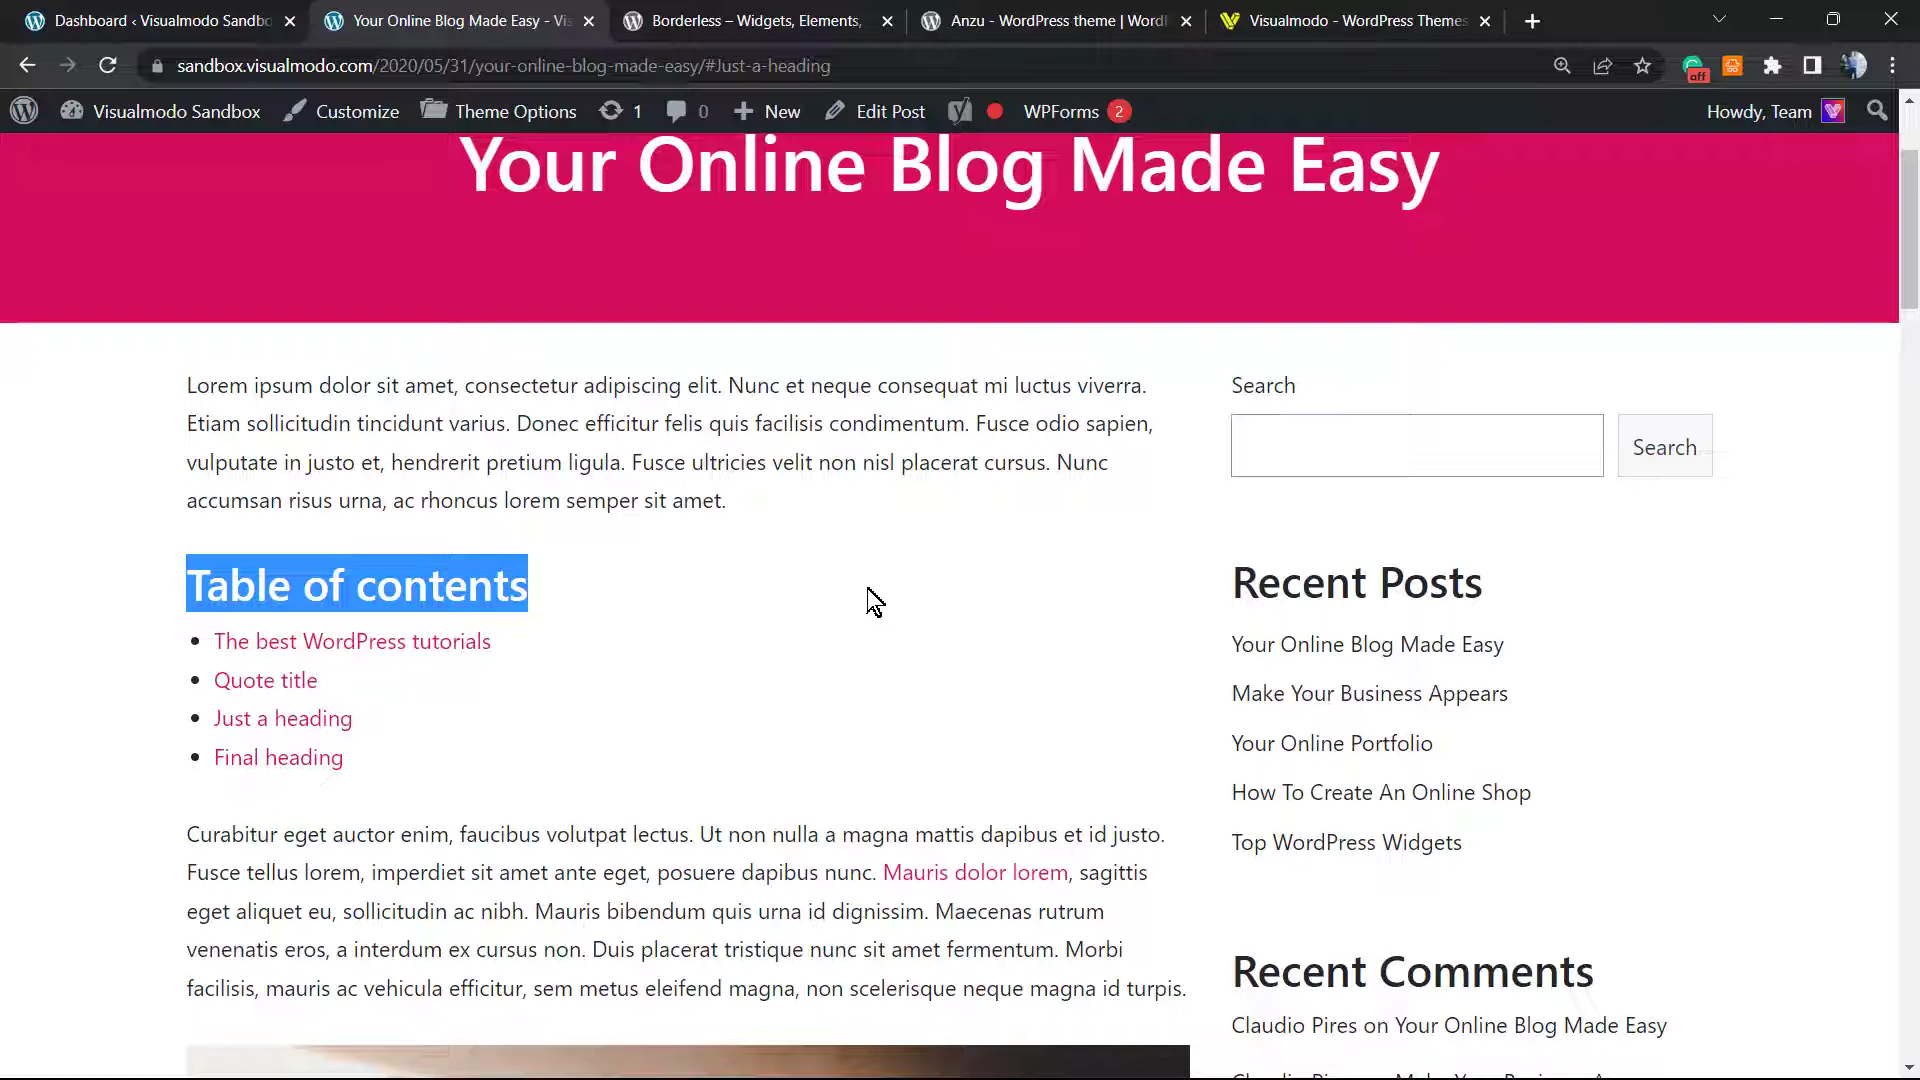 Dashboard ‹ Visualmodo Sandbo
Your Online Blog Made Easy - Vis
Borderless – Widgets, Elements,
Anzu - WordPress theme | Word
Visualmodo - WordPress Themes
sandbox.visualmodo.com/2020/05/31/your-online-blog-made-easy/#Just-a-heading
off
Visualmodo Sandbox
Customize
Theme Options
1
0
New
Edit Post
WPForms 2
Howdy, Team
Your Online Blog Made Easy
Lorem ipsum dolor sit amet, consectetur adipiscing elit. Nunc et neque consequat mi luctus viverra.
Etiam sollicitudin tincidunt varius. Donec efficitur felis quis facilisis condimentum. Fusce odio sapien,
vulputate in justo et, hendrerit pretium ligula. Fusce ultricies velit non nisl placerat cursus. Nunc
accumsan risus urna, ac rhoncus lorem semper sit amet.
Table of contents
• The best WordPress tutorials
• Quote title
• Just a heading
• Final heading
Curabitur eget auctor enim, faucibus volutpat lectus. Ut non nulla a magna mattis dapibus et id justo.
Fusce tellus lorem, imperdiet sit amet ante eget, posuere dapibus nunc. Mauris dolor lorem, sagittis
eget aliquet eu, sollicitudin ac nibh. Mauris bibendum quis urna id dignissim. Maecenas rutrum
venenatis eros, a interdum ex cursus non. Duis placerat tristique nunc sit amet fermentum. Morbi
facilisis, mauris ac vehicula efficitur, sem metus eleifend magna, non scelerisque neque magna id turpis.
Search
Search
Recent Posts
Your Online Blog Made Easy
Make Your Business Appears
Your Online Portfolio
How To Create An Online Shop
Top WordPress Widgets
Recent Comments
Claudio Pires on Your Online Blog Made Easy